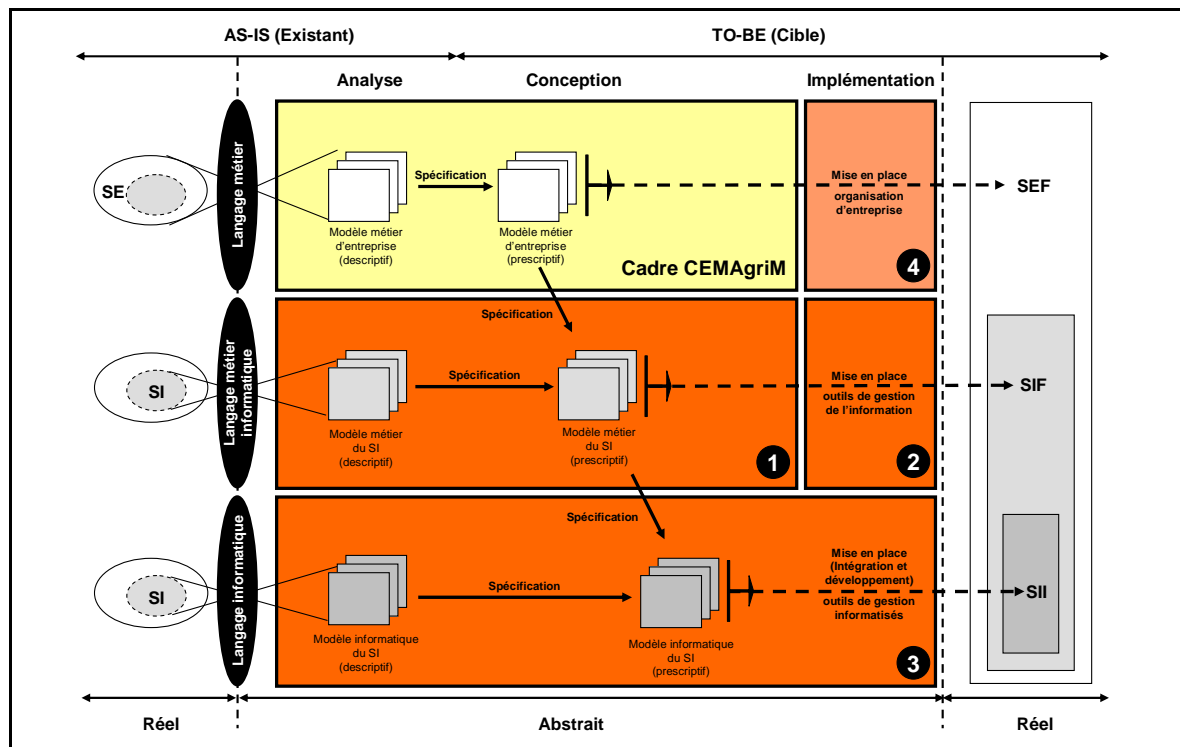 AS-IS (Existant)
TO-BE (Cible)
Analyse
Conception
Implémentation
SE
Langage métier
Spécification
Modèle métier
d'entreprise
(descriptif)
Modèle métier
d'entreprise
(prescriptif)
Cadre CEMAgriM
Mise en place
organisation
d'entreprise
4
SEF
Spécification
SI
Langage métier
informatique
Spécification
Modèle métier
du SI
(descriptif)
Modèle métier
du SI
(prescriptif)
1
Mise en place
outils de gestion
de l'information
2
SIF
Spécification
SI
Langage informatique
Spécification
Modèle informatique
du SI
(descriptif)
Modèle informatique
du SI
(prescriptif)
Mise en place
(Intégration et
développement)
outils de gestion
informatisés
3
SII
Réel
Abstrait
Réel